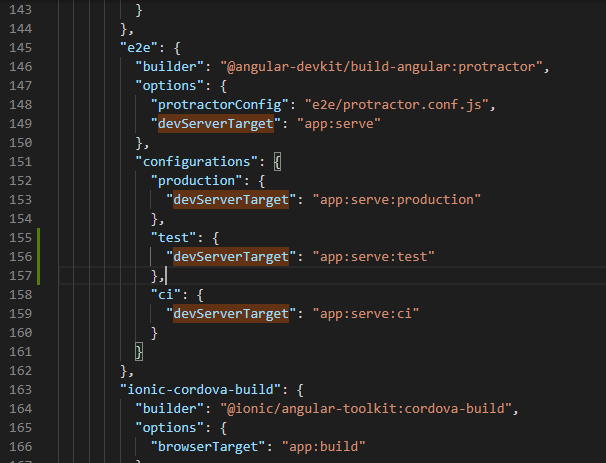 143 }
144 },
145 "e2e": {
146 "builder": "@angular-devkit/build-angular:protractor",
147 "options": {
148 "protractorConfig": "e2e/protractor.conf.js",
149 "devServerTarget": "app:serve"
150 },
151 "configurations": {
152 "production": {
153 "devServerTarget": "app:serve:production"
154 },
155 "test": {
156 "devServerTarget": "app:serve:test"
157 },
158 "ci": {
159 "devServerTarget": "app:serve:ci"
160 }
161 }
162 },
163 "ionic-cordova-build": {
164 "builder": "@ionic/angular-toolkit:cordova-build",
165 "options": {
166 "browserTarget": "app:build"
167 }